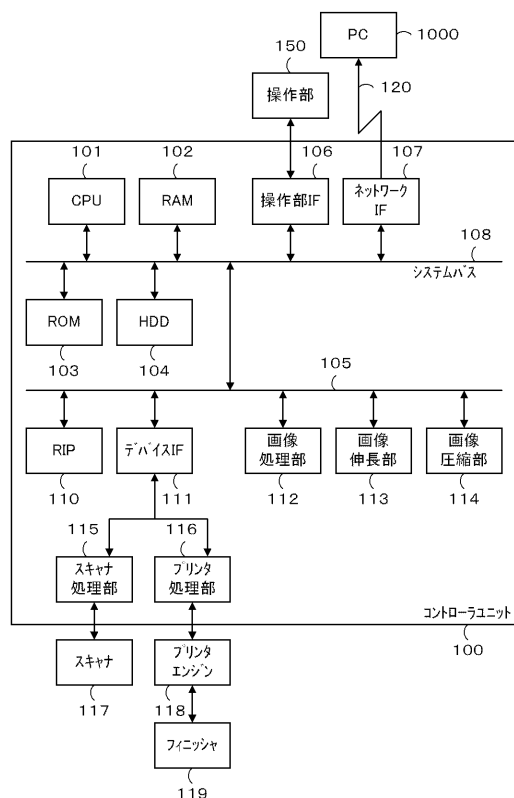 PC
1000
150
120
操作部
101
102
106
107
CPU
RAM
操作部IF
ネットワーク
IF
108
システムバス
ROM
HDD
103
104
105
RIP
デバイスIF
画像
処理部
画像
伸長部
画像
圧縮部
110
111
112
113
114
115
116
スキャナ
処理部
プリンタ
処理部
コントローラユニット
100
スキャナ
プリンタ
エンジン
117
118
フィニッシャ
119